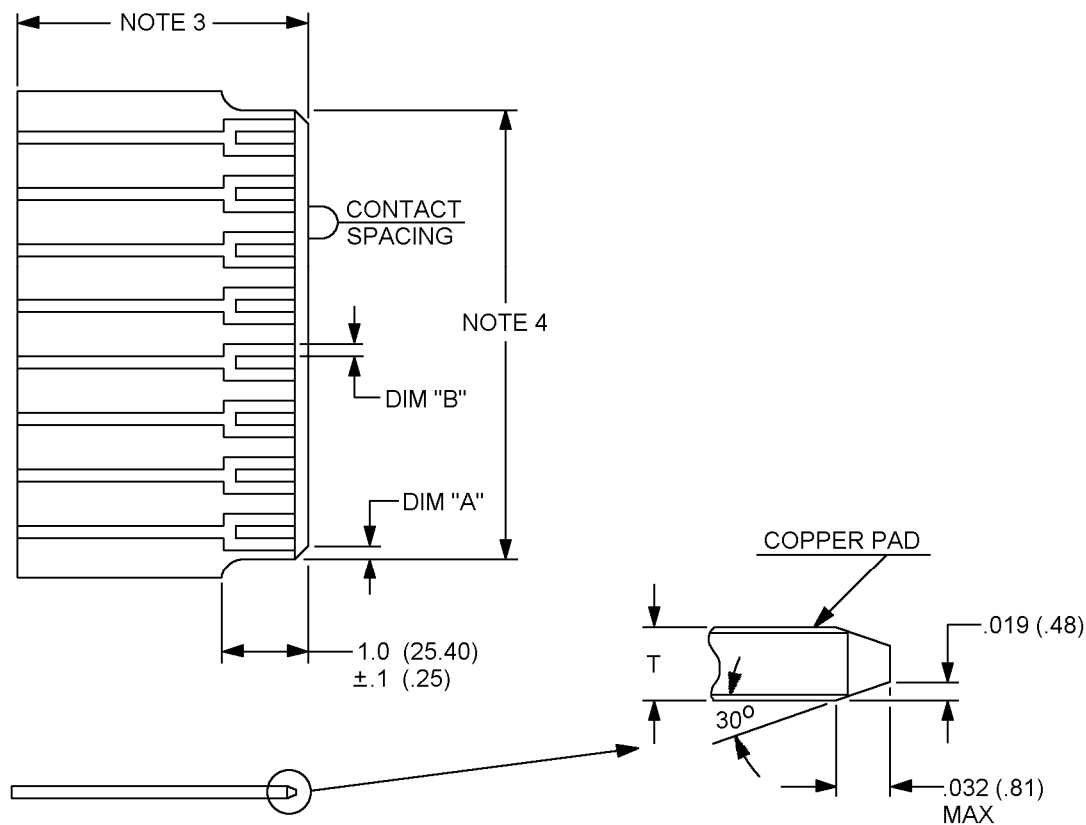 NOTE 3
CONTACT
SPACING
NOTE 4
DIM "B"
DIM "A"
1.0 (25.40)
±.1 (.25)
COPPER PAD
T
.019 (.48)
30°
.032 (.81)
MAX